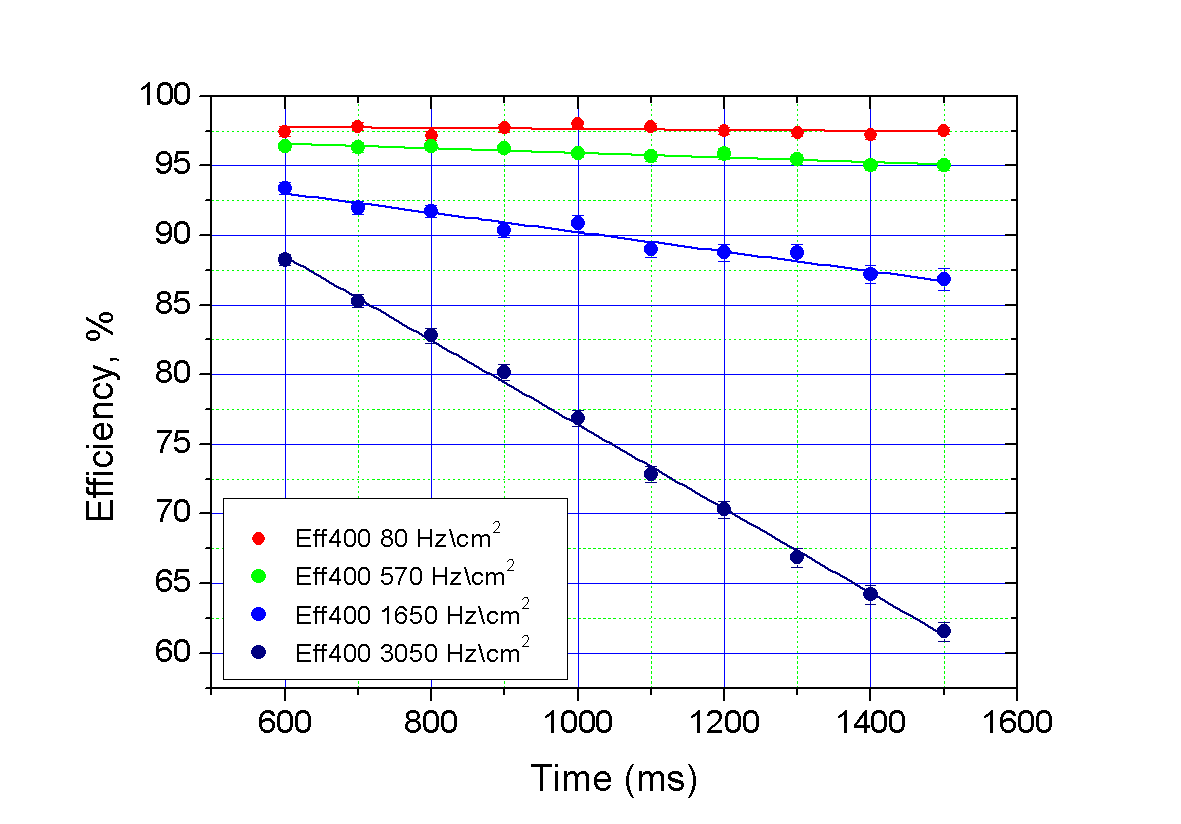 100
95
90
85
80
75
70
65
60
Efficiency, %
Eff400 80 Hz\cm²
Eff400 570 Hz\cm²
Eff400 1650 Hz\cm²
Eff400 3050 Hz\cm²
600 800 1000 1200 1400 1600
Time (ms)